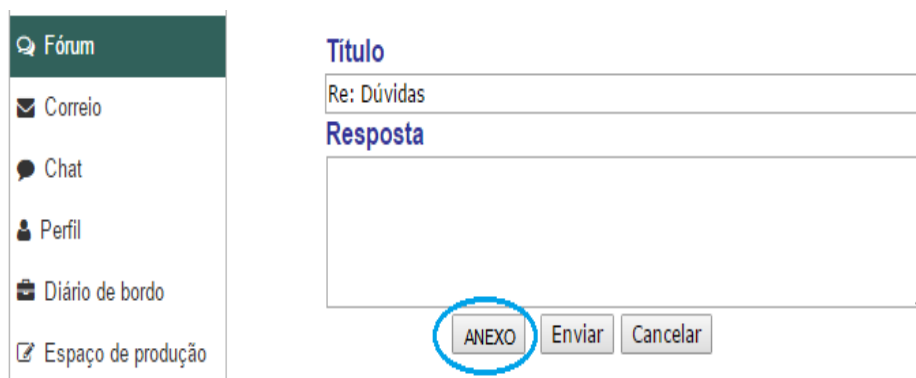 Fórum
Correio
Chat
Perfil
Diário de bordo
Espaço de produção
Título
Re: Dúvidas
Resposta
ANEXO Enviar Cancelar